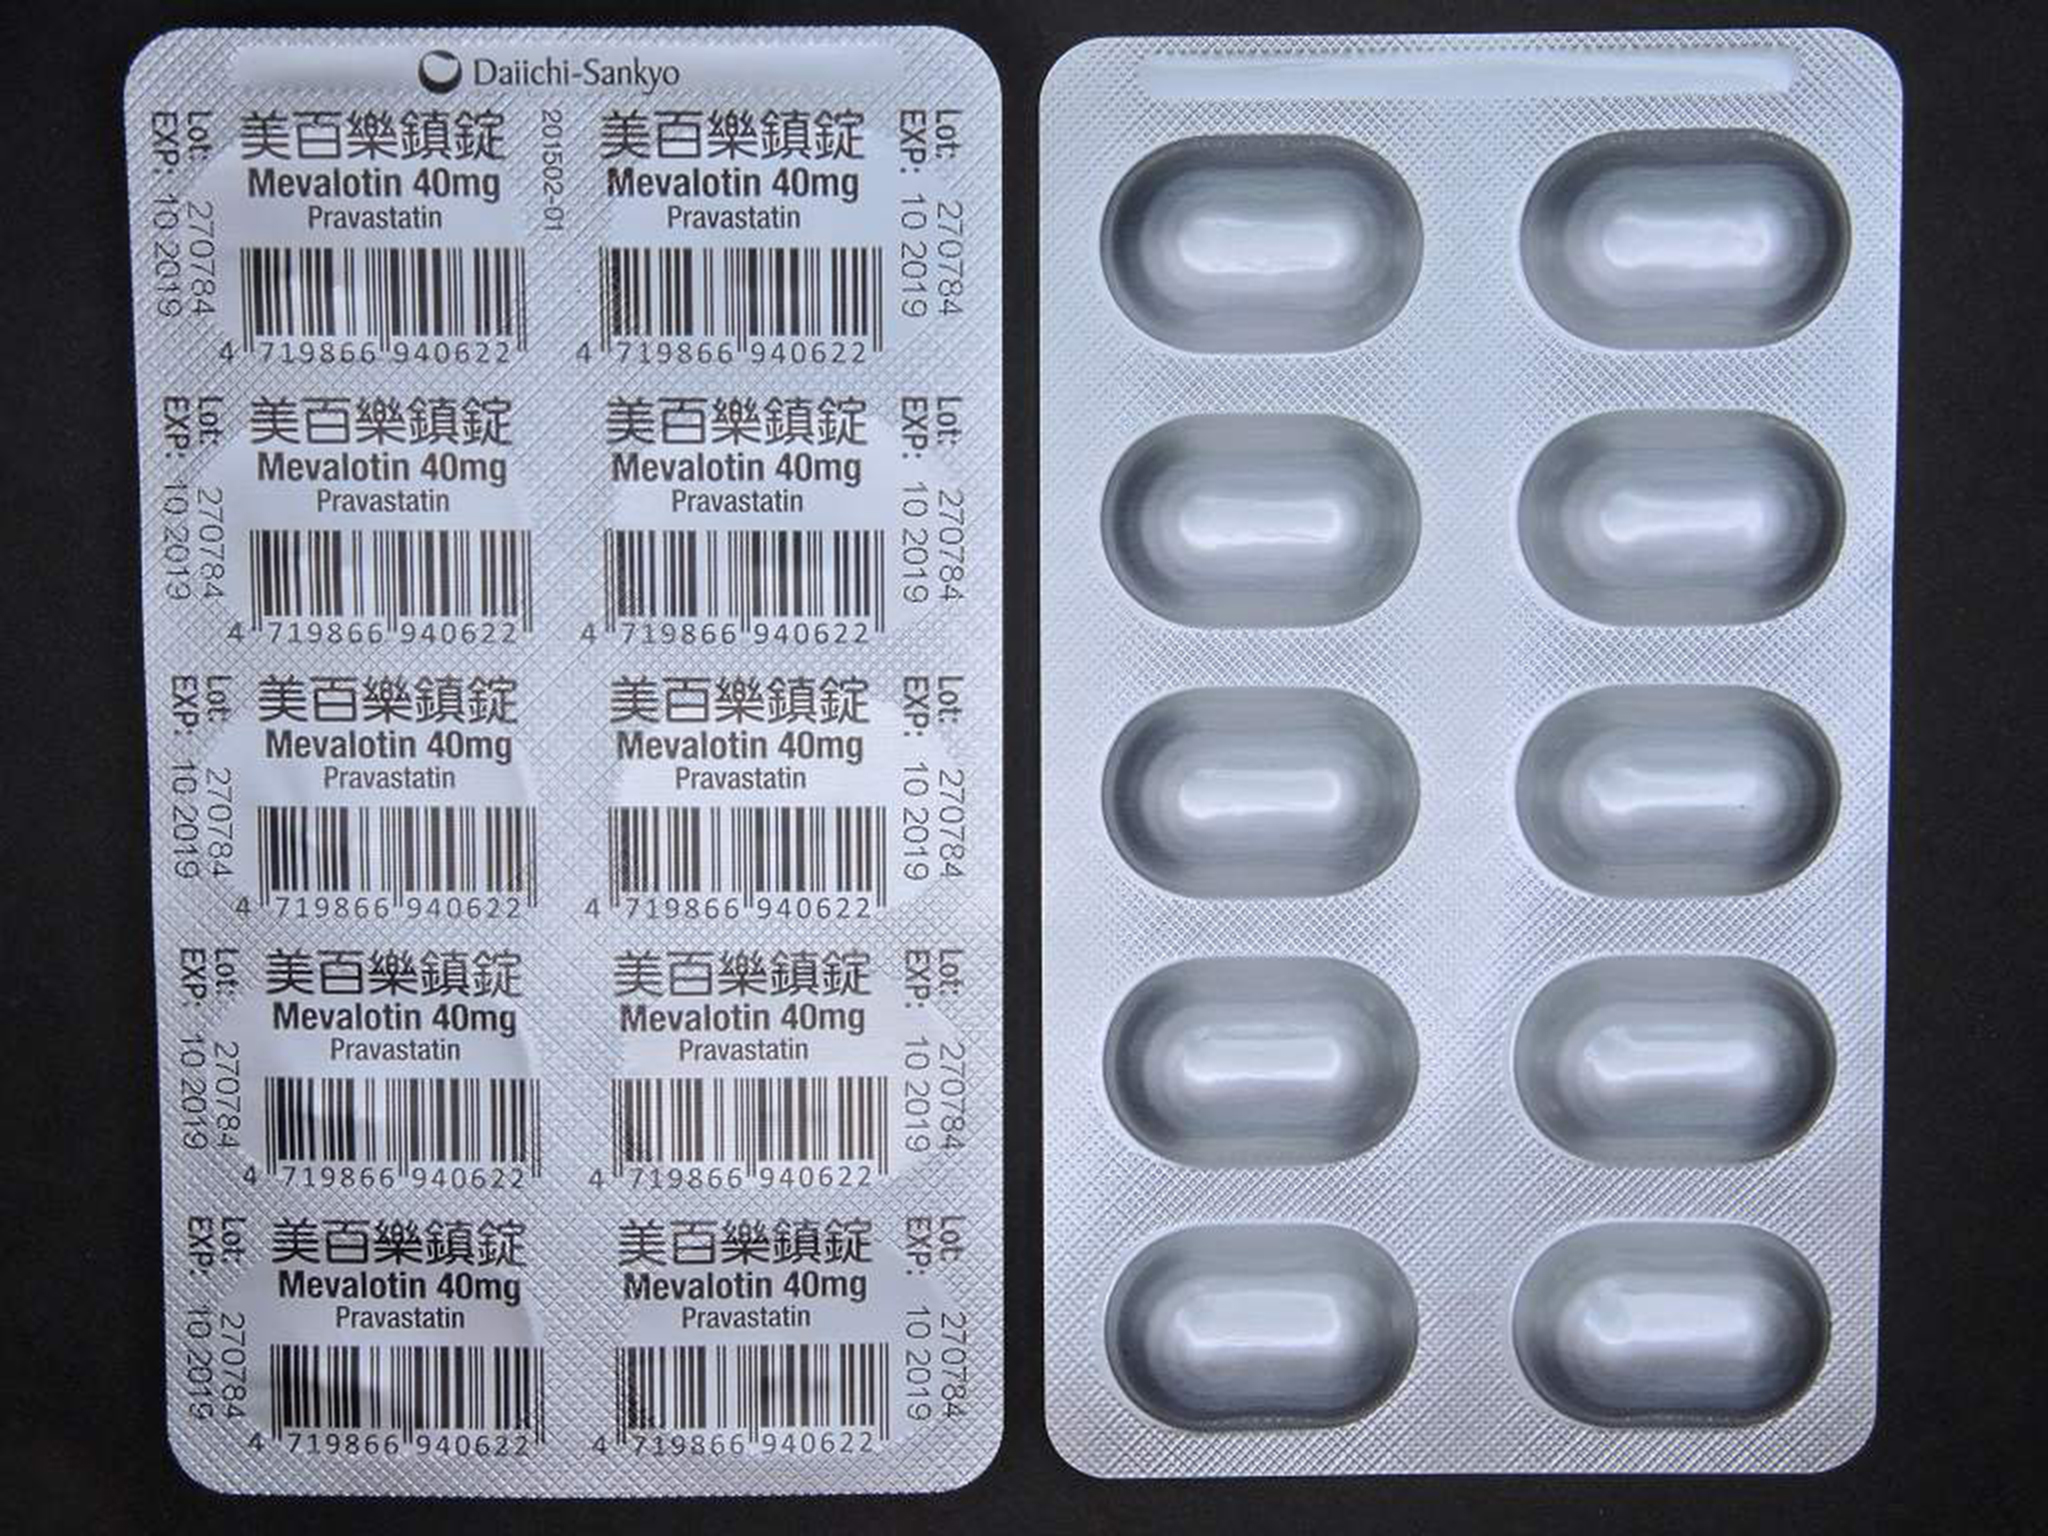 Daiichi-Sankyo
201502-01
Lot: 270784
EXP: 10 2019
美百樂鎮錠
Mevalotin 40mg
Pravastatin
4 719866 940622
美百樂鎮錠
Mevalotin 40mg
Pravastatin
4 719866 940622
Lot: 270784
EXP: 10 2019
Lot: 270784
EXP: 10 2019
美百樂鎮錠
Mevalotin 40mg
Pravastatin
4 719866 940622
美百樂鎮錠
Mevalotin 40mg
Pravastatin
4 719866 940622
Lot: 270784
EXP: 10 2019
Lot: 270784
EXP: 10 2019
美百樂鎮錠
Mevalotin 40mg
Pravastatin
4 719866 940622
美百樂鎮錠
Mevalotin 40mg
Pravastatin
4 719866 940622
Lot: 270784
EXP: 10 2019
Lot: 270784
EXP: 10 2019
美百樂鎮錠
Mevalotin 40mg
Pravastatin
4 719866 940622
美百樂鎮錠
Mevalotin 40mg
Pravastatin
4 719866 940622
Lot: 270784
EXP: 10 2019
Lot: 270784
EXP: 10 2019
美百樂鎮錠
Mevalotin 40mg
Pravastatin
4 719866 940622
美百樂鎮錠
Mevalotin 40mg
Pravastatin
4 719866 940622
Lot: 270784
EXP: 10 2019